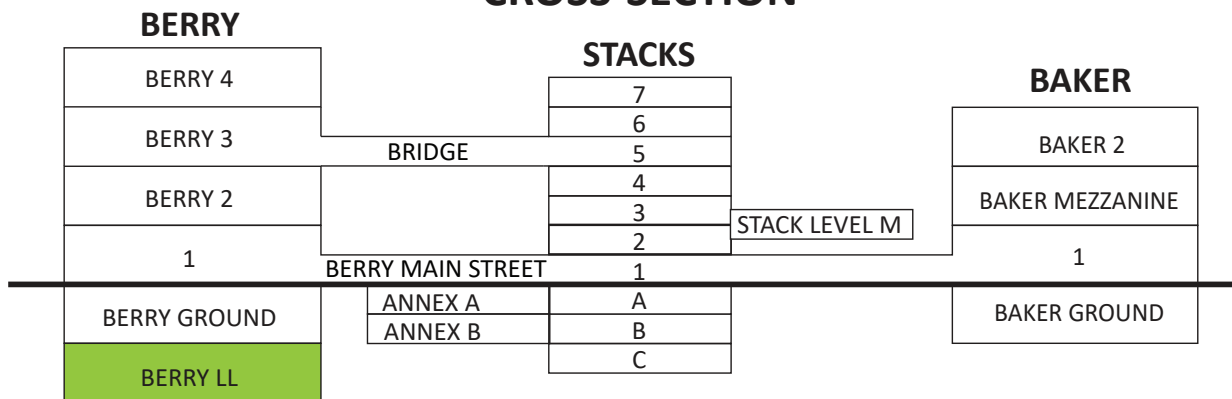 CROSS-SECTION
BERRY
BERRY 4
BERRY 3
BERRY 2
1
BERRY GROUND
BERRY LL
BRIDGE
BERRY MAIN STREET
ANNEX A
ANNEX B
STACKS
7
6
5
4
3
2
1
A
B
C
STACK LEVEL M
BAKER
BAKER 2
BAKER MEZZANINE
1
BAKER GROUND